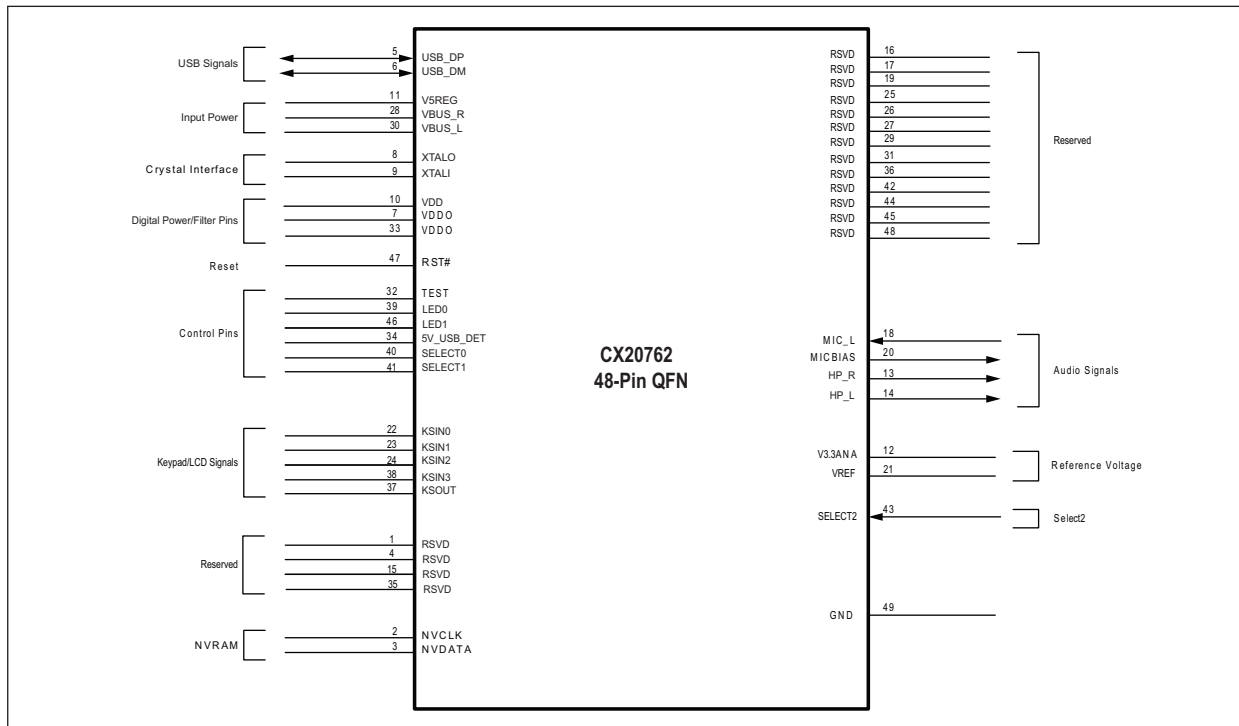 USB Signals
5 USB_DP
6 USB_DM
Input Power
11 V5REG
28 VBUS_R
30 VBUS_L
Crystal Interface
8 XTALO
9 XTALI
Digital Power/Filter Pins
10 VDD
7 VDDO
33 VDDO
Reset
47 RST#
Control Pins
32 TEST
39 LED0
46 LED1
34 5V_USB_DET
40 SELECT0
41 SELECT1
Keypad/LCD Signals
22 KSIN0
23 KSIN1
24 KSIN2
38 KSIN3
37 KSOUT
Reserved
1 RSVD
4 RSVD
15 RSVD
35 RSVD
NVRAM
2 NVCLK
3 NVDATA
CX20762
48-Pin QFN
RSVD 16
RSVD 17
RSVD 19
RSVD 25
RSVD 26
RSVD 27
RSVD 29
RSVD 31
RSVD 36
RSVD 42
RSVD 44
RSVD 45
RSVD 48
Reserved
MIC_L 18
MICBIAS 20
HP_R 13
HP_L 14
Audio Signals
V3.3ANA 12
VREF 21
Reference Voltage
SELECT2 43
Select2
GND 49